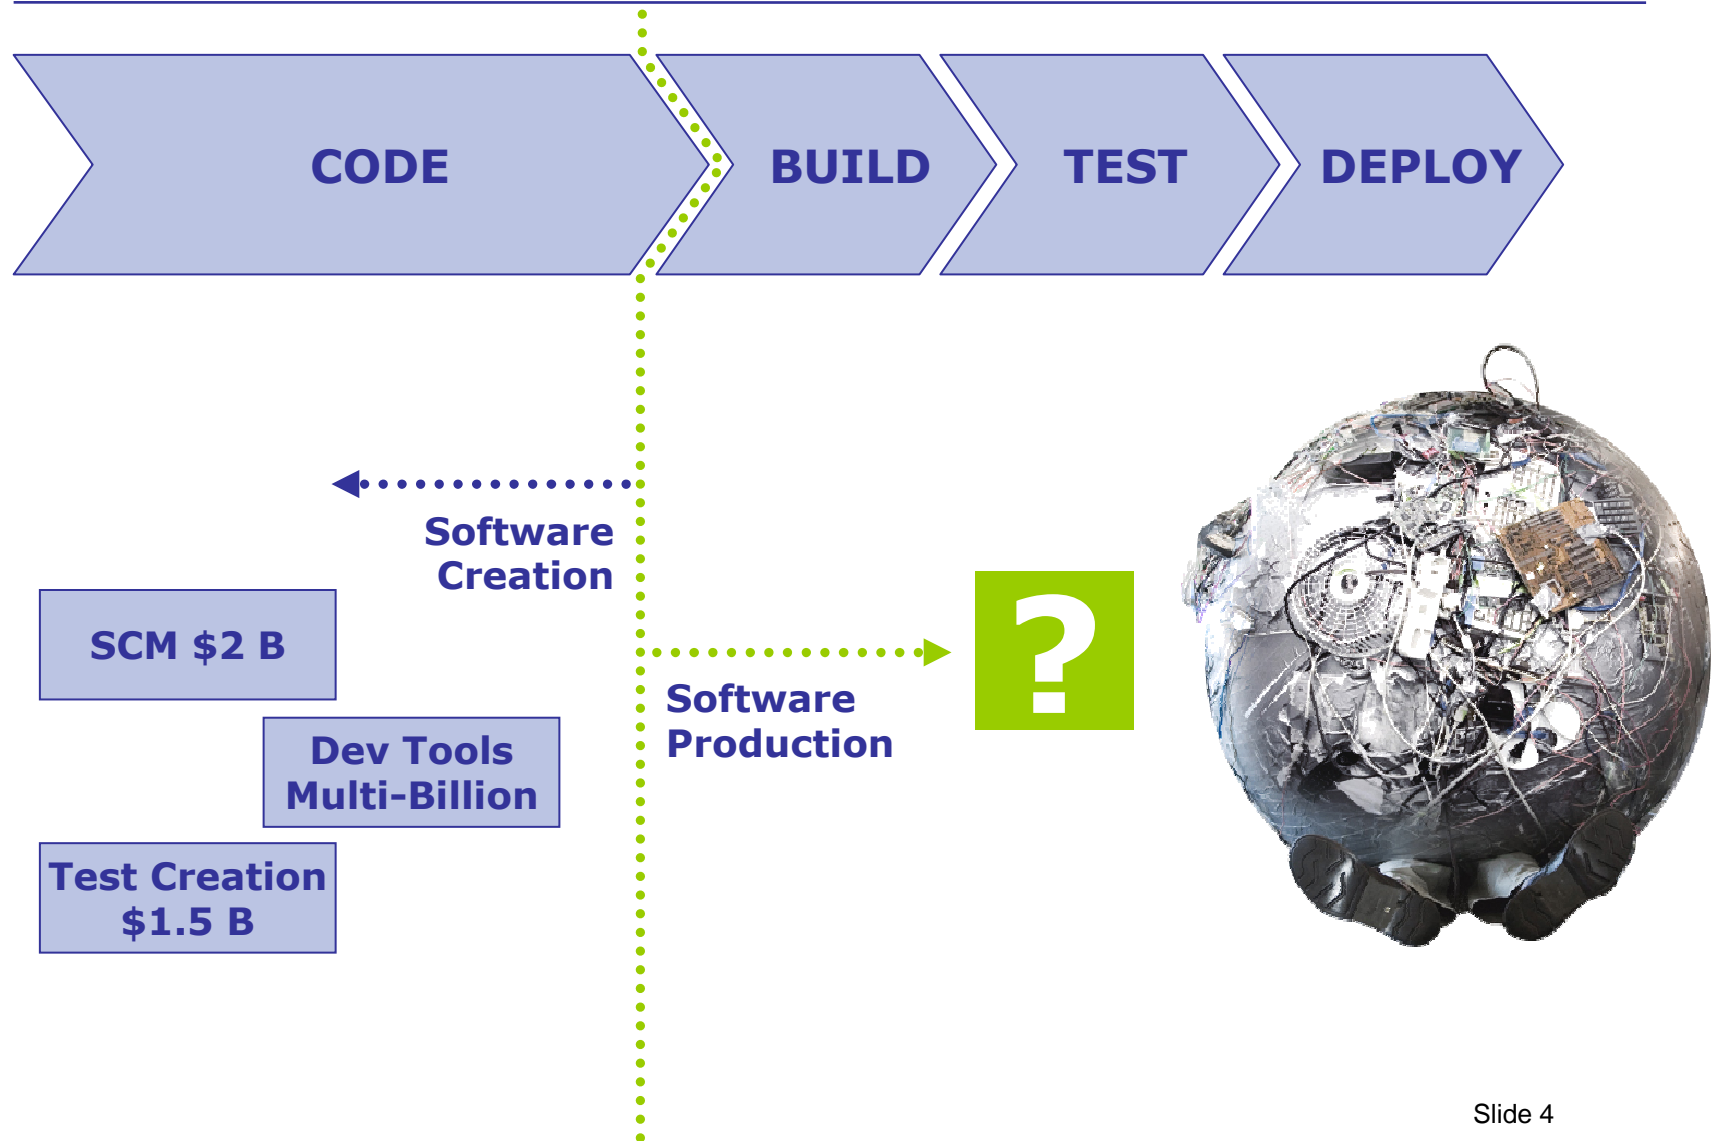 CODE
BUILD
TEST
DEPLOY
Software
Creation
SCM $2 B
?
Software
Production
Dev Tools
Multi-Billion
Test Creation
$1.5 B
Slide 4